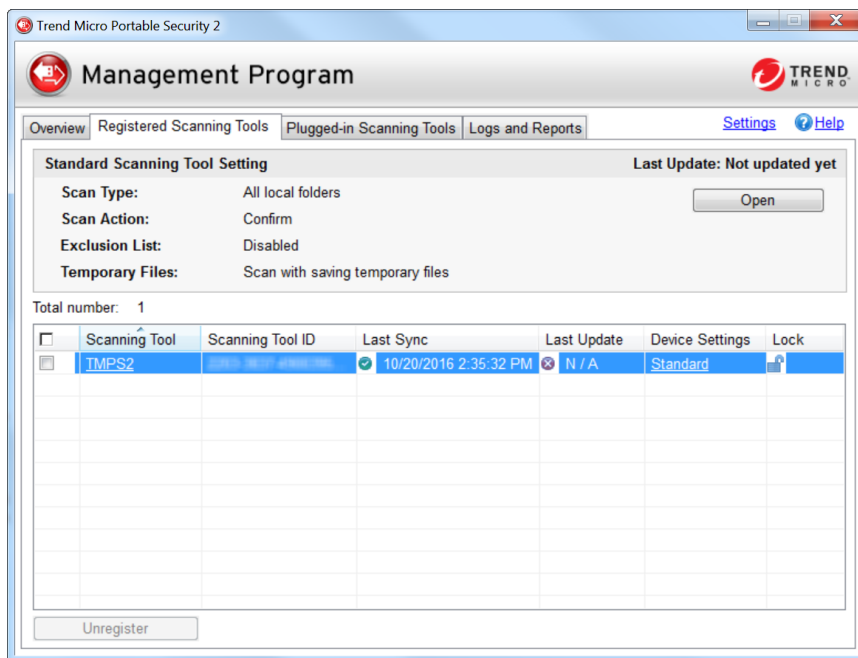 Trend Micro Portable Security 2
Management Program
TREND MICRO
Overview Registered Scanning Tools Plugged-in Scanning Tools Logs and Reports Settings Help
Standard Scanning Tool Setting Last Update: Not updated yet
Scan Type: All local folders
Open
Scan Action: Confirm
Exclusion List: Disabled
Temporary Files: Scan with saving temporary files
Total number: 1
Scanning Tool Scanning Tool ID Last Sync Last Update Device Settings Lock
TMPS2 10/20/2016 2:35:32 PM N / A Standard
Unregister